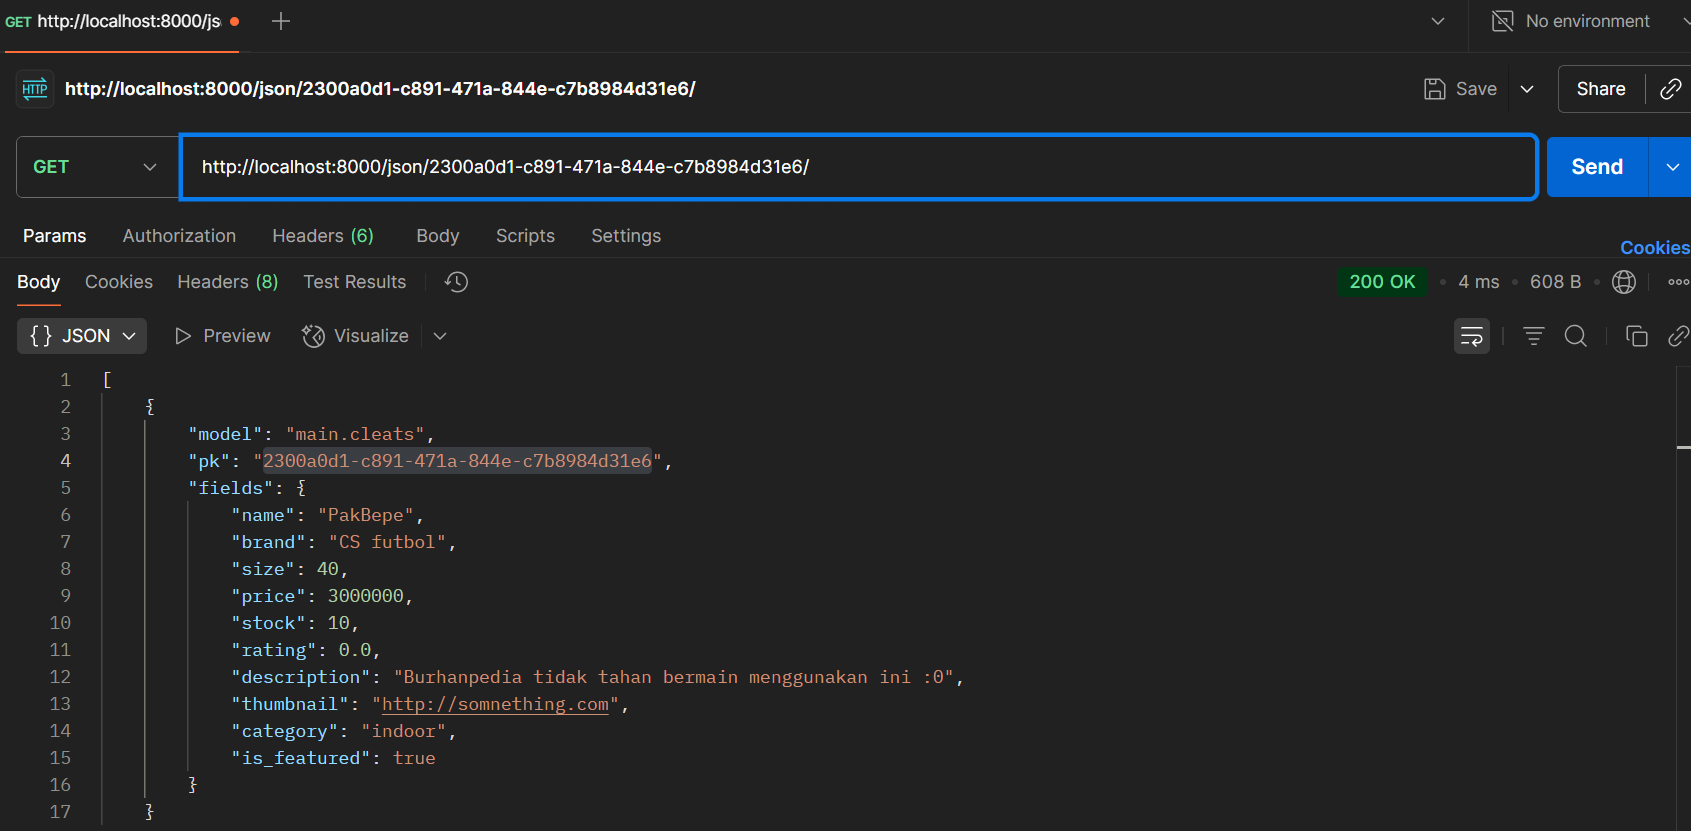 GET http://localhost:8000/js
No environment
HTTP http://localhost:8000/json/2300a0d1-c891-471a-844e-c7b8984d31e6/
Save
Share
GET
http://localhost:8000/json/2300a0d1-c891-471a-844e-c7b8984d31e6/
Send
Params Authorization Headers (6) Body Scripts Settings
Cookies
Body Cookies Headers (8) Test Results
200 OK • 4 ms • 608 B •
{} JSON Preview Visualize
1 [
2 {
3 "model": "main.cleats",
4 "pk": "2300a0d1-c891-471a-844e-c7b8984d31e6",
5 "fields": {
6 "name": "PakBepe",
7 "brand": "CS futbol",
8 "size": 40,
9 "price": 3000000,
10 "stock": 10,
11 "rating": 0.0,
12 "description": "Burhanpedia tidak tahan bermain menggunakan ini :0",
13 "thumbnail": "http://somnething.com",
14 "category": "indoor",
15 "is_featured": true
16 }
17 }